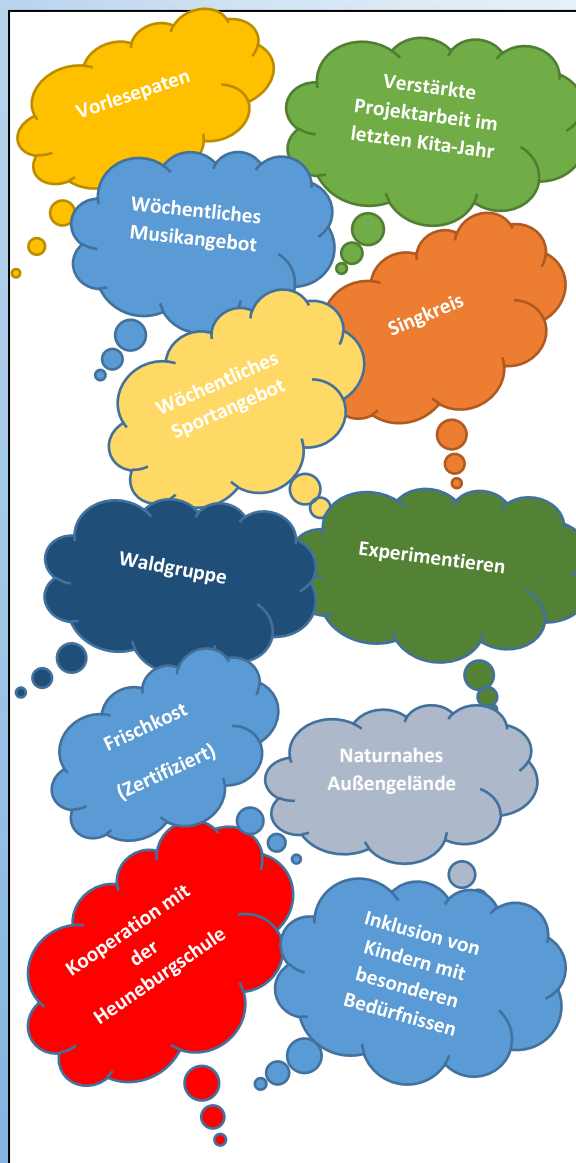 Vorlesepaten
Verstärkte
Projektarbeit im
letzten Kita-Jahr
Wöchentliches
Musikangebot
Singkreis
Wöchentliches
Sportangebot
Waldgruppe
Experimentieren
Frischkost
(Zertifiziert)
Naturnahes
Außengelände
Kooperation mit
der
Heuneburgschule
Inklusion von
Kindern mit
besonderen
Bedürfnissen